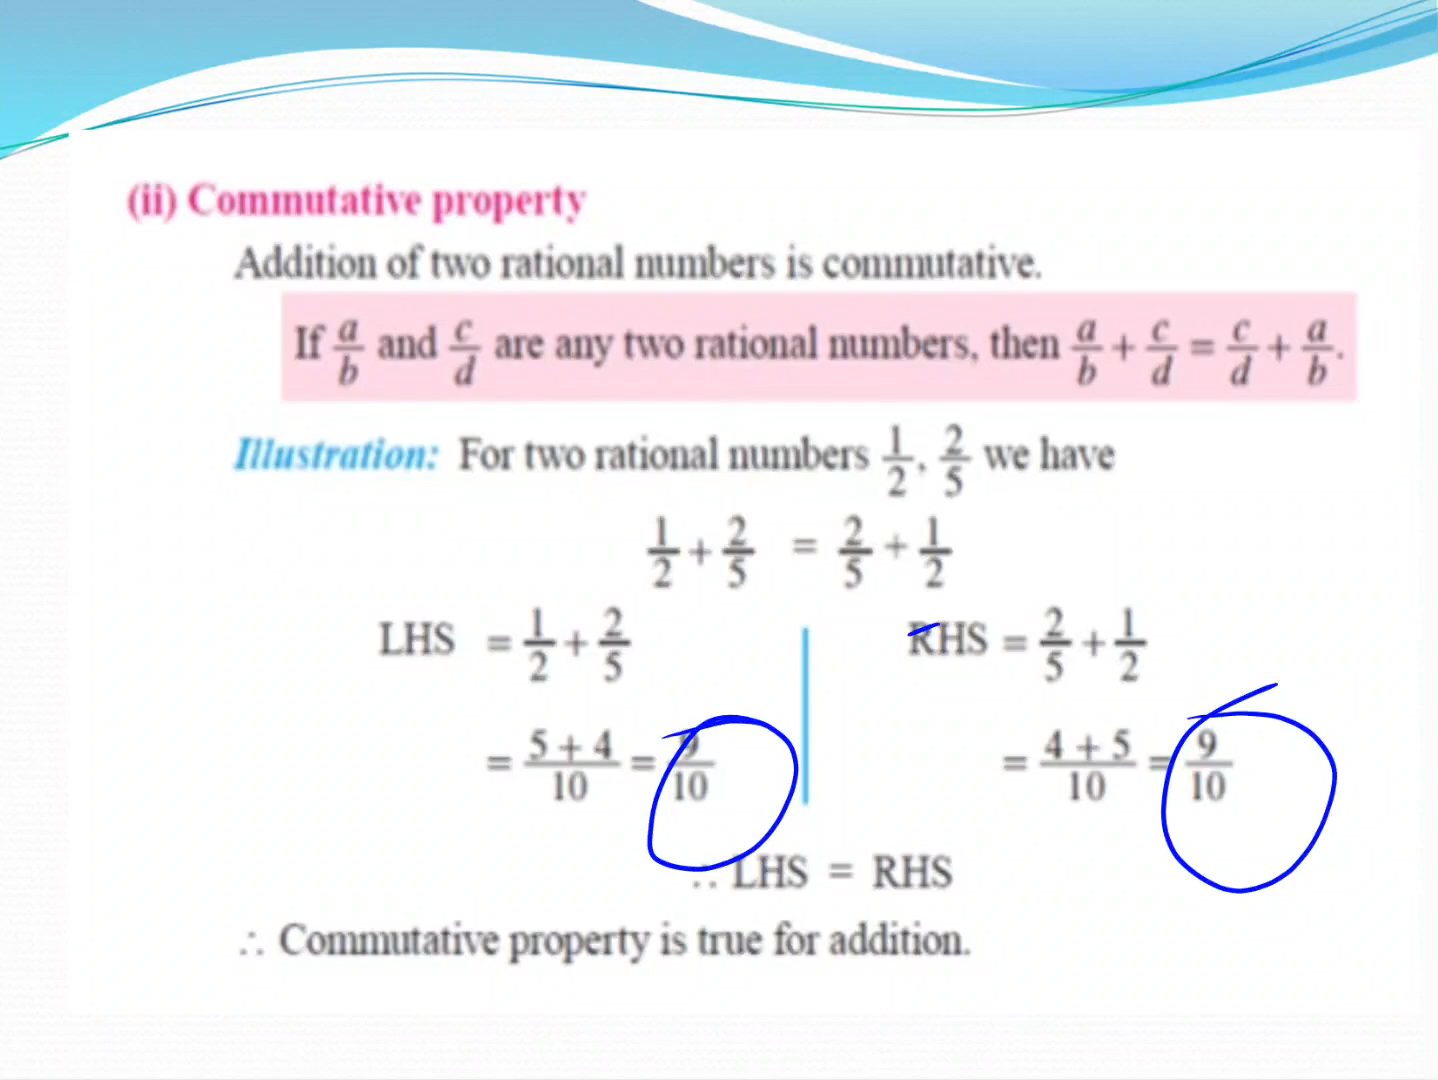 (ii) Commutative property
Addition of two rational numbers is commutative.
If a/b and c/d are any two rational numbers, then a/b + c/d = c/d + a/b.
Illustration: For two rational numbers 1/2, 2/5 we have
1/2 + 2/5 = 2/5 + 1/2
LHS = 1/2 + 2/5 RHS = 2/5 + 1/2
= 5 + 4/10 = 9/10 = 4 + 5/10 = 9/10
∴ LHS = RHS
∴ Commutative property is true for addition.